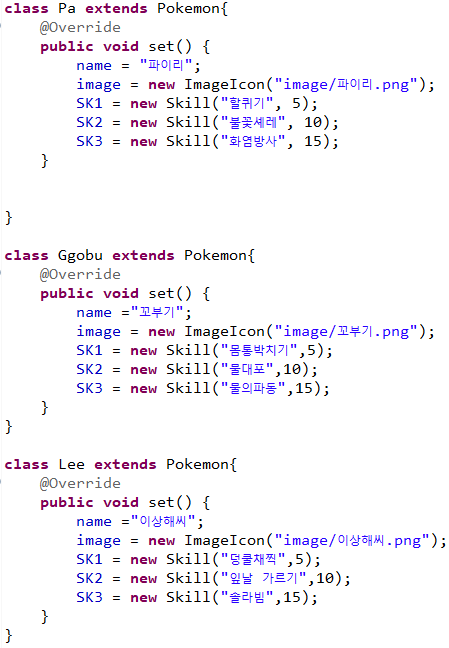 class Pa extends Pokemon{
@Override
public void set() {
name = "파이리";
image = new ImageIcon("image/파이리.png");
SK1 = new Skill("할퀴기", 5);
SK2 = new Skill("불꽃세례", 10);
SK3 = new Skill("화염방사", 15);
}
}
class Ggobu extends Pokemon{
@Override
public void set() {
name ="꼬부기";
image = new ImageIcon("image/꼬부기.png");
SK1 = new Skill("몸통박치기",5);
SK2 = new Skill("물대포",10);
SK3 = new Skill("물의파동",15);
}
}
class Lee extends Pokemon{
@Override
public void set() {
name ="이상해씨";
image = new ImageIcon("image/이상해씨.png");
SK1 = new Skill("덩쿨채찍",5);
SK2 = new Skill("잎날 가르기",10);
SK3 = new Skill("솔라빔",15);
}
}